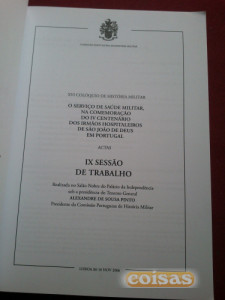 XVI COLÓQUIO DE HISTÓRIA MILITAR
O SERVIÇO DE SAÚDE MILITAR,
NA COMEMORAÇÃO
DO IV CENTENÁRIO
DOS IRMÃOS HOSPITALEIROS
DE SÃO JOÃO DE DEUS
EM PORTUGAL
ACTAS
IX SESSÃO
DE TRABALHO
Realizada no Salão Nobre do Palácio da Independência
sob a presidência do Tenente-General
ALEXANDRE DE SOUSA PINTO
Presidente da Comissão Portuguesa de História Militar
LISBOA
NOV
coisas